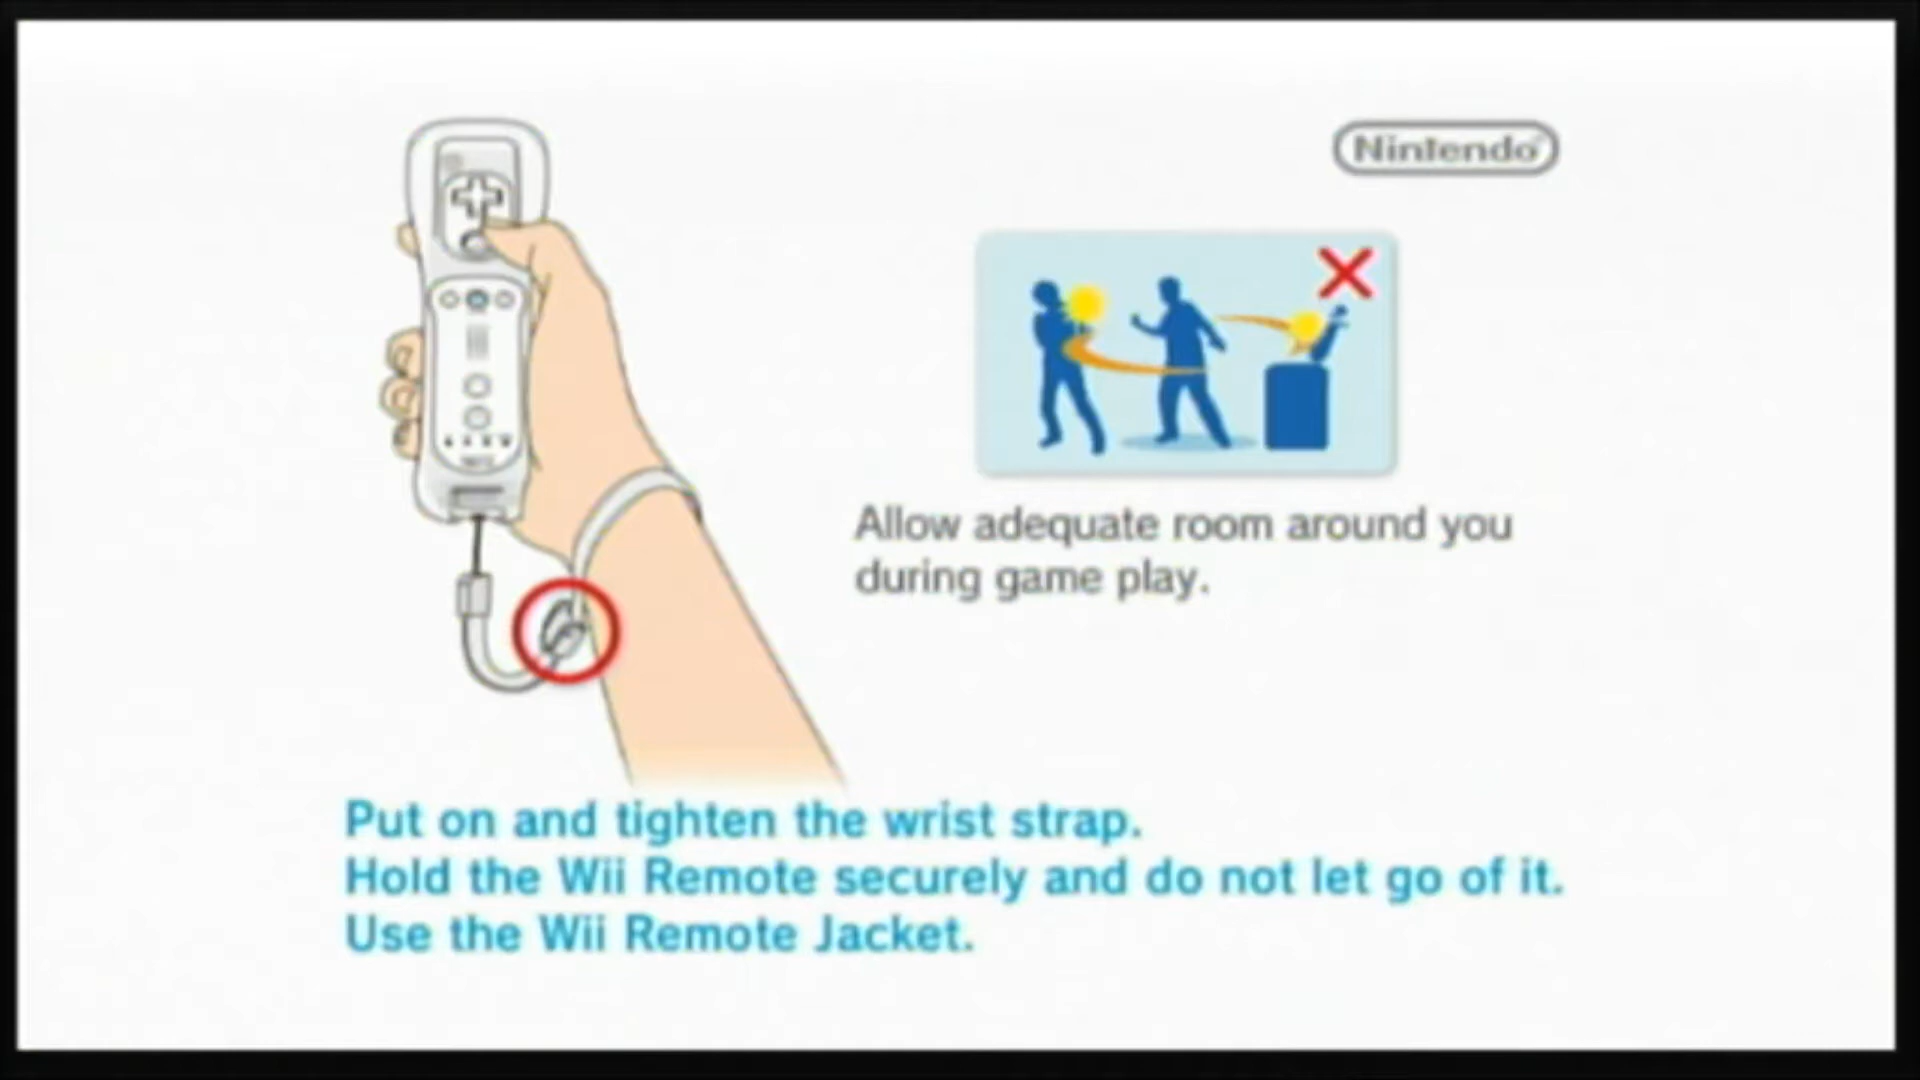 Nintendo
Allow adequate room around you
during game play.
Put on and tighten the wrist strap.
Hold the Wii Remote securely and do not let go of it.
Use the Wii Remote Jacket.